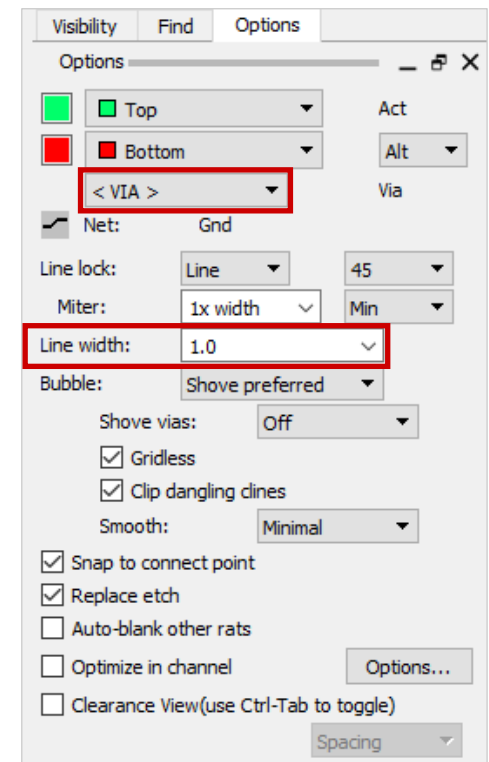 Visibility Find Options
Options
Top Act
Bottom Alt
< VIA > Via
Net: Gnd
Line lock: Line 45
Miter: 1x width Min
Line width: 1.0
Bubble: Shove preferred
Shove vias: Off
Gridless
Clip dangling clines
Smooth: Minimal
Snap to connect point
Replace etch
Auto-blank other rats
Optimize in channel Options...
Clearance View(use Ctrl-Tab to toggle)
Spacing